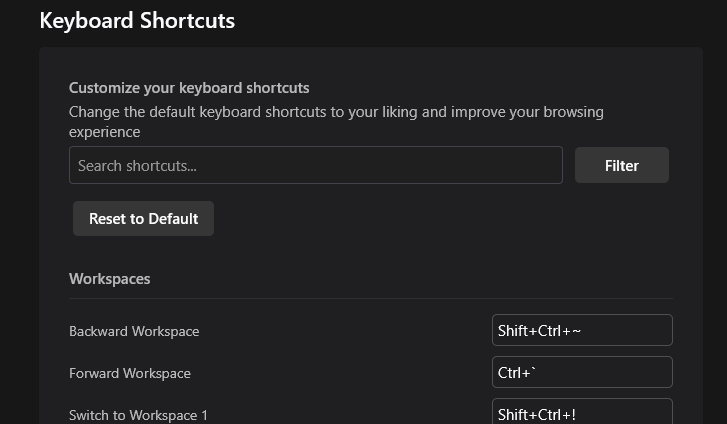 Keyboard Shortcuts
Customize your keyboard shortcuts
Change the default keyboard shortcuts to your liking and improve your browsing
experience
Search shortcuts...
Filter
Reset to Default
Workspaces
Backward Workspace
Shift+Ctrl+~
Forward Workspace
Ctrl+`
Switch to Workspace 1
Shift+Ctrl+!